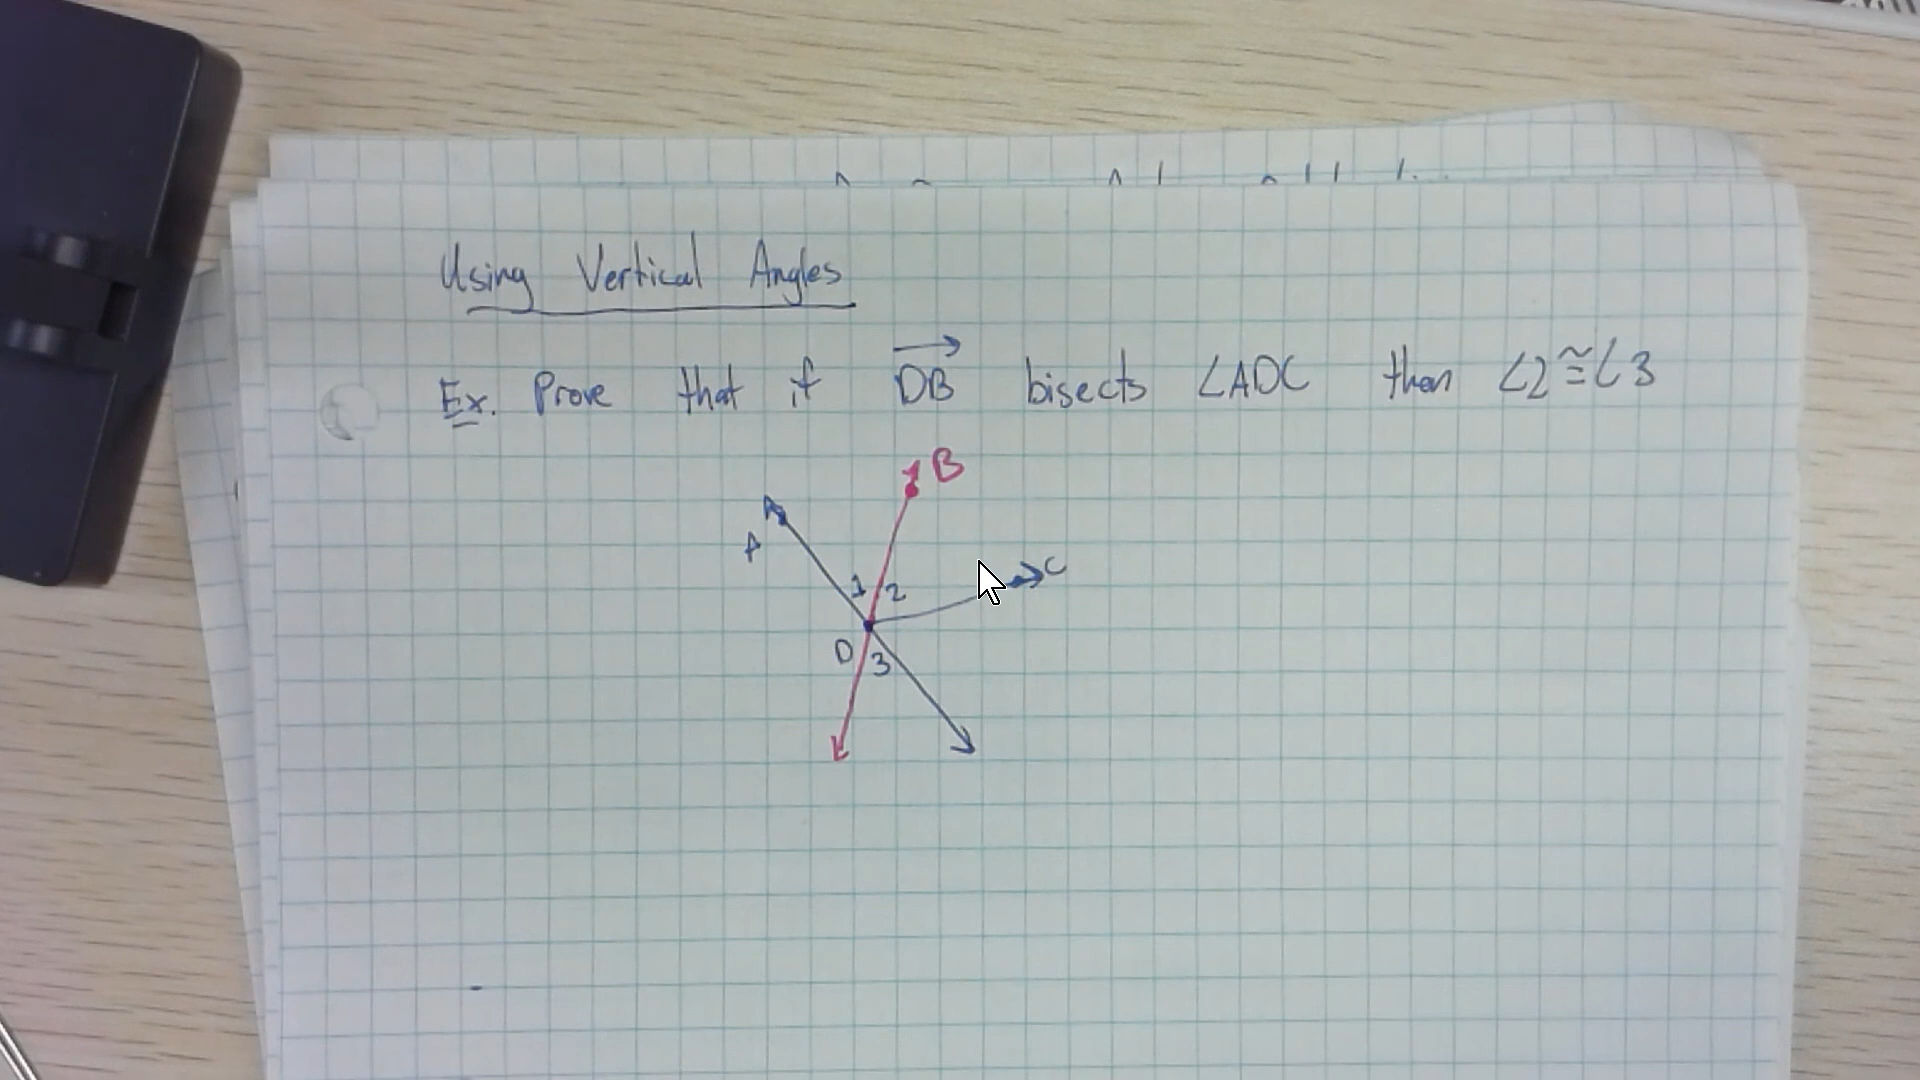 Using Vertical Angles
Ex. Prove that if DB⃗ bisects ∠ADC then ∠2≅∠3
B
A
C
1 2
D 3